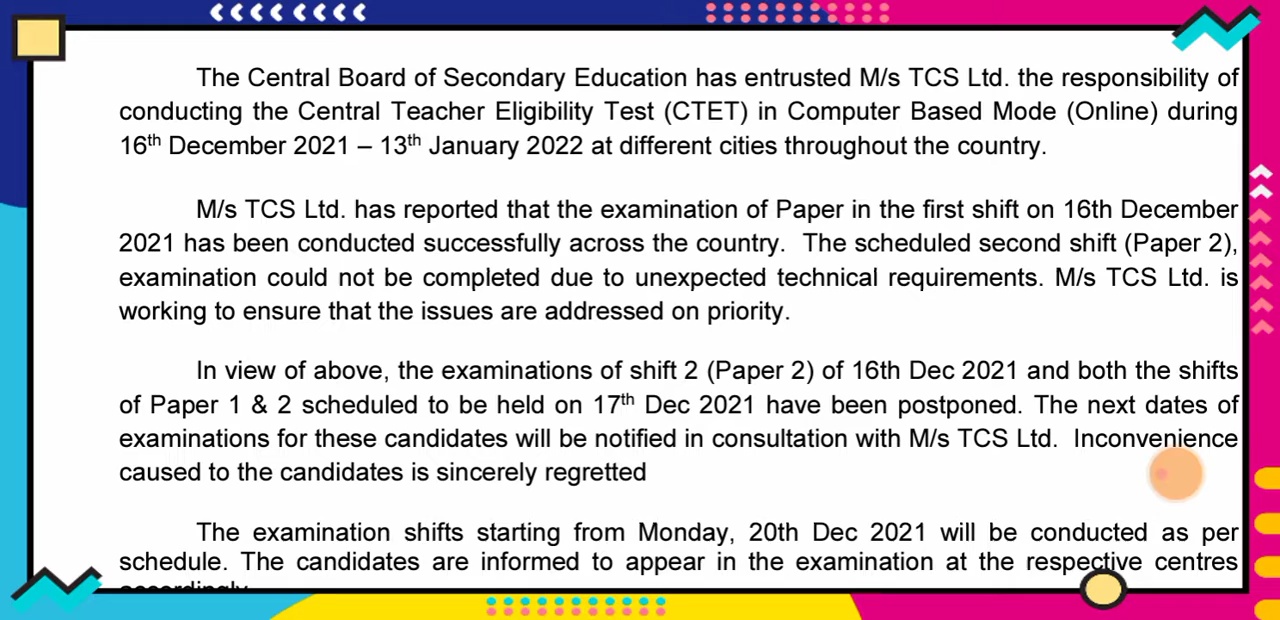 The Central Board of Secondary Education has entrusted M/s TCS Ltd. the responsibility of
conducting the Central Teacher Eligibility Test (CTET) in Computer Based Mode (Online) during
16th December 2021 – 13th January 2022 at different cities throughout the country.
M/s TCS Ltd. has reported that the examination of Paper in the first shift on 16th December
2021 has been conducted successfully across the country. The scheduled second shift (Paper 2),
examination could not be completed due to unexpected technical requirements. M/s TCS Ltd. is
working to ensure that the issues are addressed on priority.
In view of above, the examinations of shift 2 (Paper 2) of 16th Dec 2021 and both the shifts
of Paper 1 & 2 scheduled to be held on 17th Dec 2021 have been postponed. The next dates of
examinations for these candidates will be notified in consultation with M/s TCS Ltd. Inconvenience
caused to the candidates is sincerely regretted
The examination shifts starting from Monday, 20th Dec 2021 will be conducted as per
schedule. The candidates are informed to appear in the examination at the respective centres
accordingly